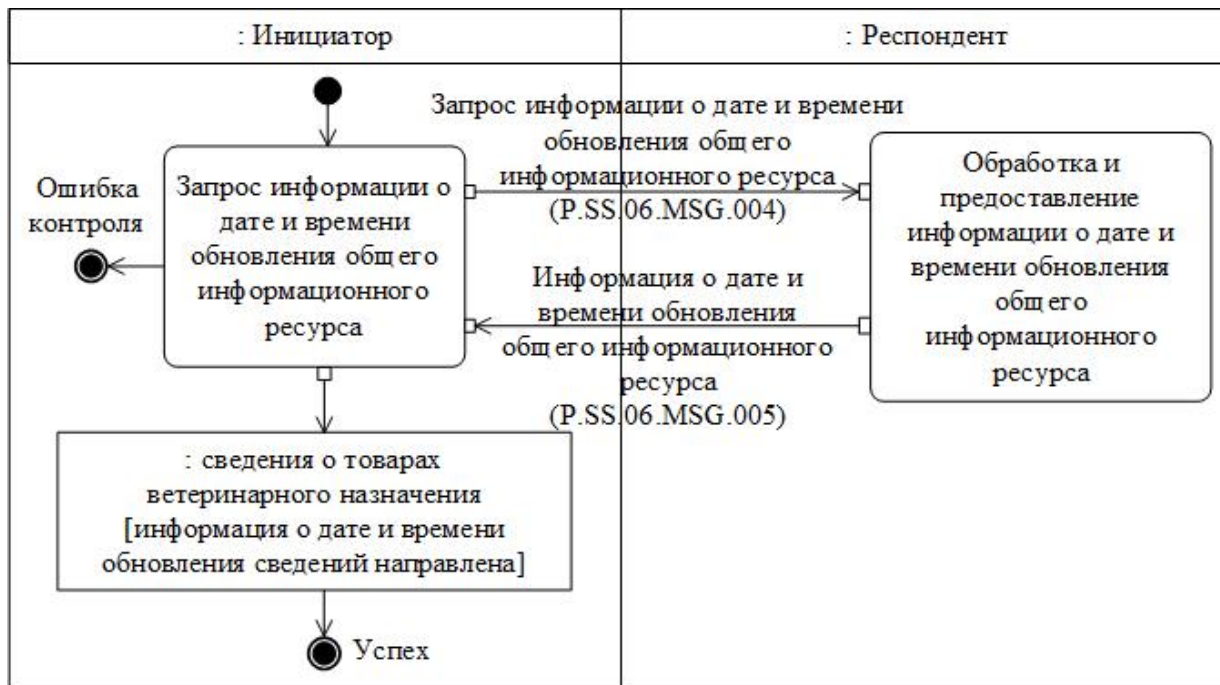 : Инициатор
: Респондент
Запрос информации о дате и времени
обновления общего
информационного ресурса
(P.SS.06.MSG.004)
Ошибка
контроля
Запрос информации о
дате и времени
обновления общего
информационного
ресурса
Обработка и
предоставление
информации о дате и
времени обновления
общего
информационного
ресурса
Информация о дате и
времени обновления
общего информационного
ресурса
(P.SS.06.MSG.005)
: сведения о товарах
ветеринарного назначения
[информация о дате и времени
обновления сведений направлена]
Успех